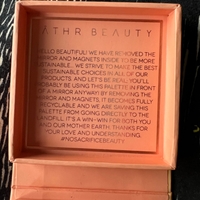 ATHR BEAUTY
HELLO BEAUTIFUL! WE HAVE REMOVED THE
MIRROR AND MAGNETS INSIDE TO BE MORE
SUSTAINABLE... WE STRIVE TO MAKE THE BEST
SUSTAINABLE CHOICES IN ALL OF OUR
PRODUCTS. AND LET'S BE REAL; YOU'LL
PROBABLY BE USING THIS PALETTE IN FRONT
OF A MIRROR ANYWAY! BY REMOVING THE
MIRROR AND MAGNETS, IT BECOMES FULLY
RECYCLABLE AND WE ARE SAVING THIS
PALETTE FROM GOING DIRECTLY TO THE
LANDFILL. IT'S A WIN - WIN FOR BOTH YOU
AND OUR MOTHER EARTH. THANKS FOR
YOUR LOVE AND UNDERSTANDING.
#NOSACRIFICEBEAUTY